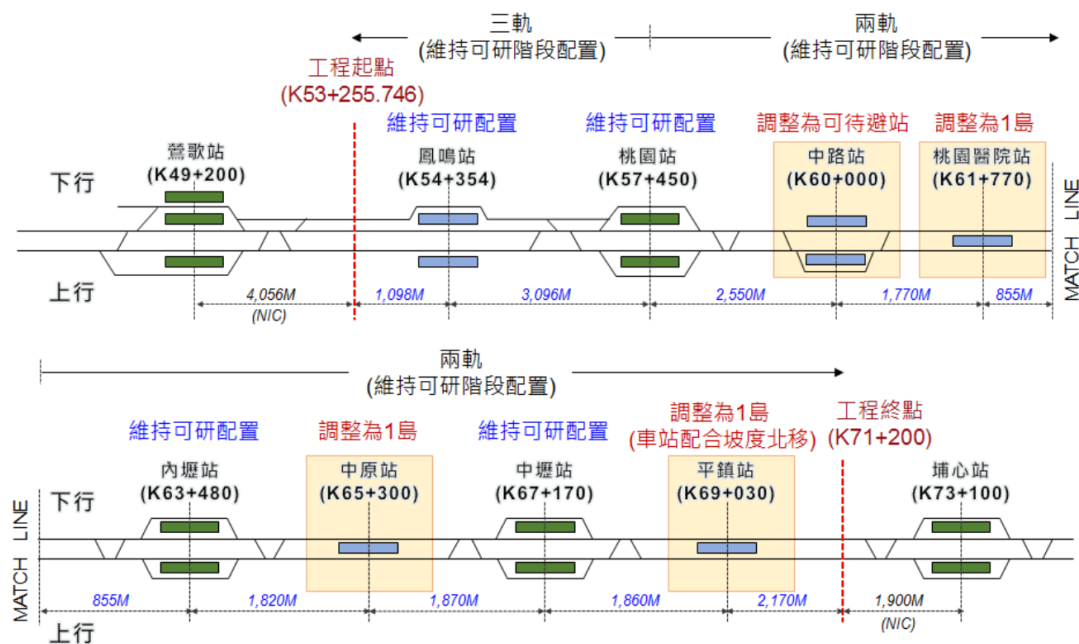 三軌
(維持可研階段配置)
兩軌
(維持可研階段配置)
工程起點
(K53+255.746)
維持可研配置
維持可研配置
調整為可待避站
調整為1島
鶯歌站
(K49+200)
鳳鳴站
(K54+354)
桃園站
(K57+450)
中路站
(K60+000)
桃園醫院站
(K61+770)
下行
上行
MATCH LINE
4,056M
(NIC)
1,098M
3,096M
2,550M
1,770M
855M
兩軌
(維持可研階段配置)
維持可研配置
調整為1島
維持可研配置
調整為1島
(車站配合坡度北移)
工程終點
(K71+200)
內壢站
(K63+480)
中原站
(K65+300)
中壢站
(K67+170)
平鎮站
(K69+030)
埔心站
(K73+100)
下行
MATCH LINE
855M
1,820M
1,870M
1,860M
2,170M
1,900M
(NIC)
上行